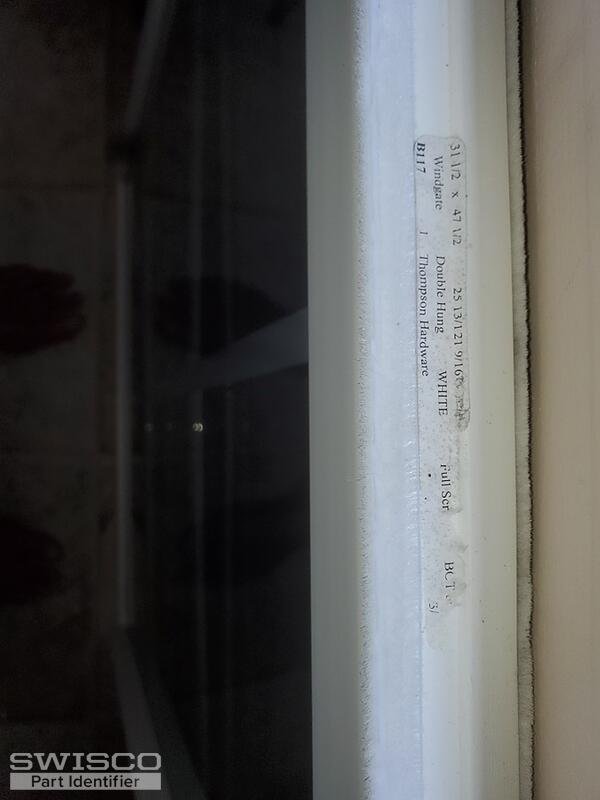 31 1/2 x 47 1/2 25 13/1 21 9/16
Windgate Double Hung WHITE Full Scr BCT
B117 1 Thompson Hardware 3/
SWISCO
Part Identifier